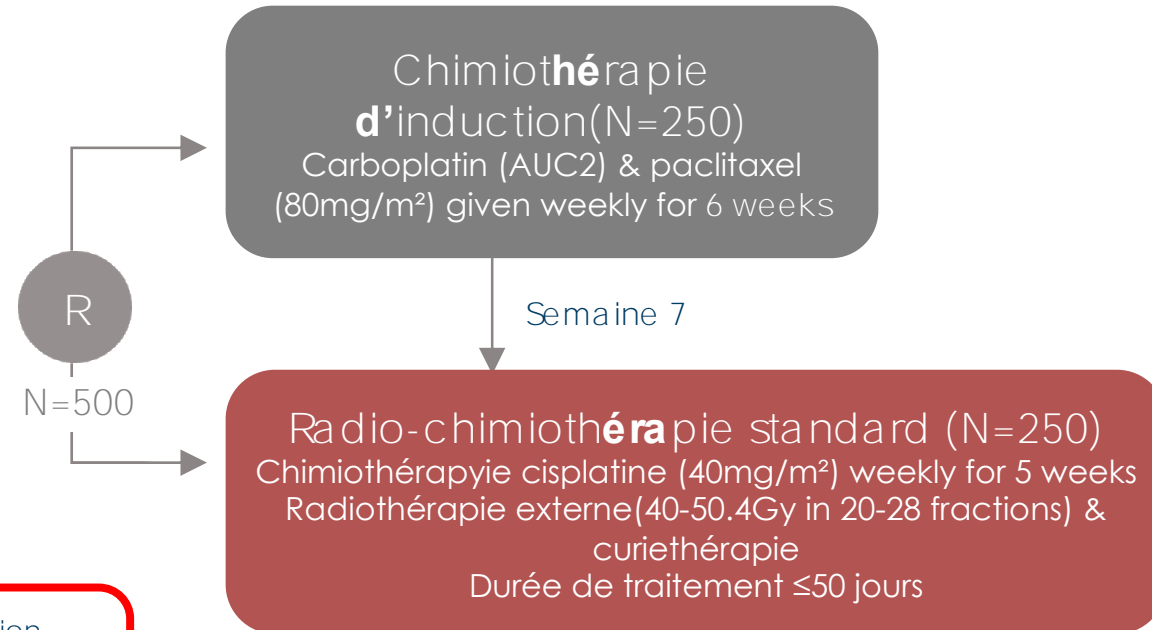 Chimiothérapie
d’induction(N=250)
Carboplatin (AUC2) & paclitaxel
(80mg/m²) given weekly for 6 weeks
R
Semaine 7
N=500
Radio-chimiothérapie standard (N=250)
Chimiothérapyie cisplatine (40mg/m²) weekly for 5 weeks
Radiothérapie externe(40-50.4Gy in 20-28 fractions) &
curiethérapie
Durée de traitement ≤50 jours